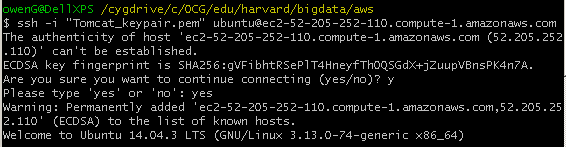 owenG@DellXPS /cygdrive/c/OCG/edu/harvard/bigdata/aws
$ ssh -i "Tomcat_keypair.pem" ubuntu@ec2-52-205-252-110.compute-1.amazonaws.com
The authenticity of host 'ec2-52-205-252-110.compute-1.amazonaws.com (52.205.252
.110)' can't be established.
ECDSA key fingerprint is SHA256:gVFibhtRSePlT4HneyfThOQSGdX+jZuupVBnsPK4n7A.
Are you sure you want to continue connecting (yes/no)? y
Please type 'yes' or 'no': yes
Warning: Permanently added 'ec2-52-205-252-110.compute-1.amazonaws.com,52.205.25
2.110' (ECDSA) to the list of known hosts.
Welcome to Ubuntu 14.04.3 LTS (GNU/Linux 3.13.0-74-generic x86_64)